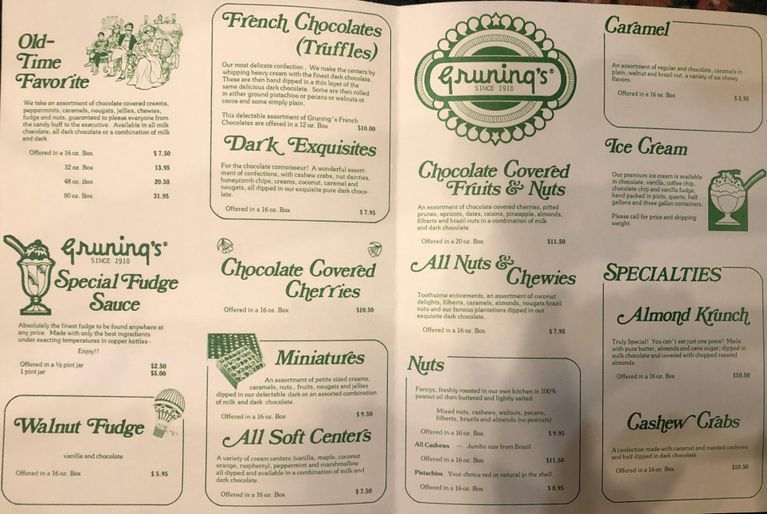 Old-
Time
Favorite
We take an assortment of chocolate covered creams,
peppermints, caramels, nougats, jellies, chewies,
fudge and nuts, guaranteed to please everyone from
the candy buff to the executive. Available in all milk
chocolate, all dark chocolate or a combination of milk
and dark.
Offered in a 16 oz. Box $ 7.50
32 oz. Box 13.95
48 oz. Box 20.50
80 oz. Box 31.95
Gruning's®
SINCE 1910
Special Fudge
Sauce
Absolutely the finest fudge to be found anywhere at
any price. Made with only the best ingredients
under exacting temperatures in copper kettles -
Enjoy!!
Offered in a ½ pint jar $2.50
1 pint jar $5.00
Walnut Fudge
vanilla and chocolate
Offered in a 16 oz. Box $ 5.95
French Chocolates
(Truffles)
Our most delicate confection . We make the centers by
whipping heavy cream with the finest dark chocolate.
These are then hand dipped in a thin layer of the
same delicious dark chocolate. Some are then rolled
in either ground pistachios or pecans or walnuts or
cocoa and some simply plain.
This delectable assortment of Gruning's French
Chocolates are offered in a 12 oz. Box $10.00
Dark Exquisites
For the chocolate connoisseur! A wonderful assort-
ment of confections, with cashew crabs, nut dainties,
honeycomb chips, creams, coconut, caramel and
nougats, all dipped in our exquisite pure dark choco-
late.
Offered in a 16 oz. Box $ 7.95
Chocolate Covered
Cherries
Offered in a 16 oz. Box $10.50
Miniatures
An assortment of petite sized creams,
caramels, nuts , fruits, nougats and jellies
dipped in our delectable dark or an assorted combination
of milk and dark chocolate.
Offered in a 16 oz. Box $ 9.50
All Soft Centers
A variety of cream centers (vanilla, maple, coconut
orange, raspberry), peppermint and marshmallow
all dipped and available in a combination of milk and
dark chocolate.
Offered in a 16 oz. Box $ 7.50
Gruning's®
SINCE 1910
Chocolate Covered
Fruits & Nuts
An assortment of chocolate covered cherries, pitted
prunes, apricots, dates, raisins, pineapple, almonds,
filberts and brazil nuts in a combination of milk
and dark chocolate.
Offered in a 20 oz. Box $11.50
All Nuts &
Chewies
Toothsome enticements, an assortment of coconut
delights, filberts, caramels, almonds, nougats brazil
nuts and our famous plantations dipped in our
exquisite dark chocolate.
Offered in a 16 oz. Box $ 7.95
Nuts
Fancys, freshly roasted in our own kitchen in 100%
peanut oil then buttered and lightly salted.
Mixed nuts, cashews, walnuts, pecans,
filberts, brazils and almonds (no peanuts)
Offered in a 16 oz. Box $ 9.95
All Cashews — Jumbo size from Brazil
Offered in a 16 oz. Box $11.50
Pistachios Your choice red or natural in the shell.
Offered in a 16 oz. Box $ 8.95
Caramel
An assortment of regular and chocolate, caramels in
plain, walnut and brazil nut, a variety of six chewy
flavors.
Offered in a 16 oz. Box $ 5.95
Ice Cream
Our premium ice cream is available
in chocolate, vanilla, coffee chip,
chocolate chip and vanilla fudge,
hand packed in pints, quarts, half
gallons and three gallon containers.
Please call for price and shipping
weight.
SPECIALTIES
Almond Krunch
Truly Special! You can't eat just one piece! Made
with pure butter, almonds and cane sugar, dipped in
milk chocolate and covered with chopped roasted
almonds.
Offered in a 16 oz. Box $10.50
Cashew Crabs
A confection made with caramel and roasted cashews
and half dipped in dark chocolate
Offered in a 16 oz. Box $10.50